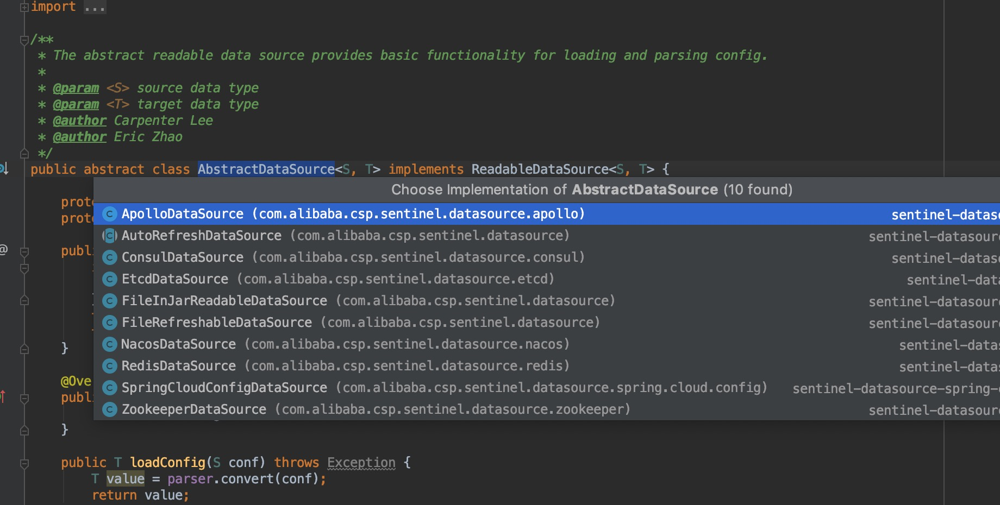 import ...
/**
* The abstract readable data source provides basic functionality for loading and parsing config.
*
* @param <S> source data type
* @param <T> target data type
* @author Carpenter Lee
* @author Eric Zhao
*/
public abstract class AbstractDataSource<S, T> implements ReadableDataSource<S, T> {
Choose Implementation of AbstractDataSource (10 found)
ApolloDataSource (com.alibaba.csp.sentinel.datasource.apollo) sentinel-dataso
AutoRefreshDataSource (com.alibaba.csp.sentinel.datasource) sentinel-datasour
ConsulDataSource (com.alibaba.csp.sentinel.datasource.consul) sentinel-dataso
EtcdDataSource (com.alibaba.csp.sentinel.datasource.etcd) sentinel-data
FileInJarReadableDataSource (com.alibaba.csp.sentinel.datasource) sentinel-datasour
FileRefreshableDataSource (com.alibaba.csp.sentinel.datasource) sentinel-datasour
NacosDataSource (com.alibaba.csp.sentinel.datasource.nacos) sentinel-datas
RedisDataSource (com.alibaba.csp.sentinel.datasource.redis) sentinel-datas
SpringCloudConfigDataSource (com.alibaba.csp.sentinel.datasource.spring.cloud.config) sentinel-datasource-spring-
ZookeeperDataSource (com.alibaba.csp.sentinel.datasource.zookeeper) sentinel-datasour
prote
prote
publ
}
@Ove
publ
}
public T loadConfig(S conf) throws Exception {
T value = parser.convert(conf);
return value;